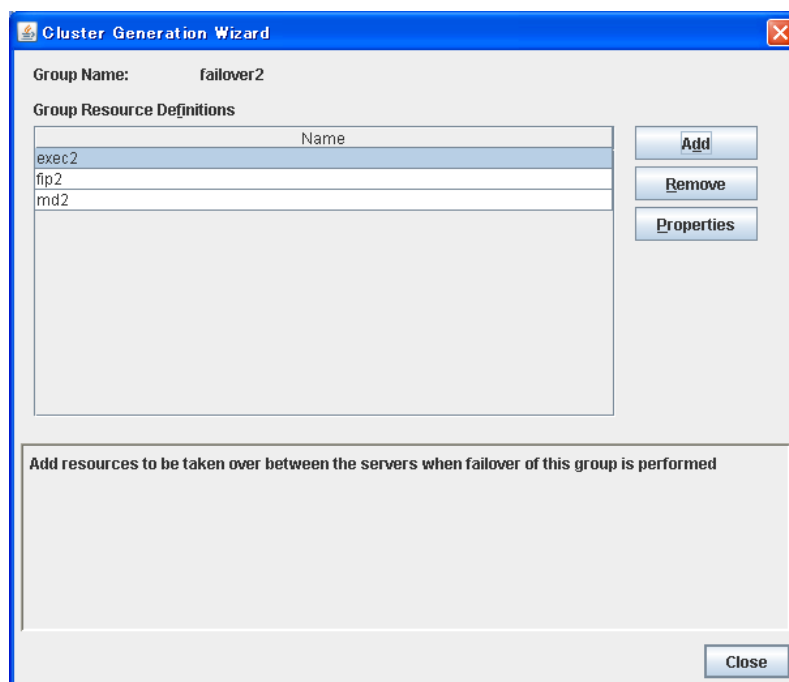 Cluster Generation Wizard
Group Name: failover2
Group Resource Definitions
Name
exec2
fip2
md2
Add
Remove
Properties
Add resources to be taken over between the servers when failover of this group is performed
Close